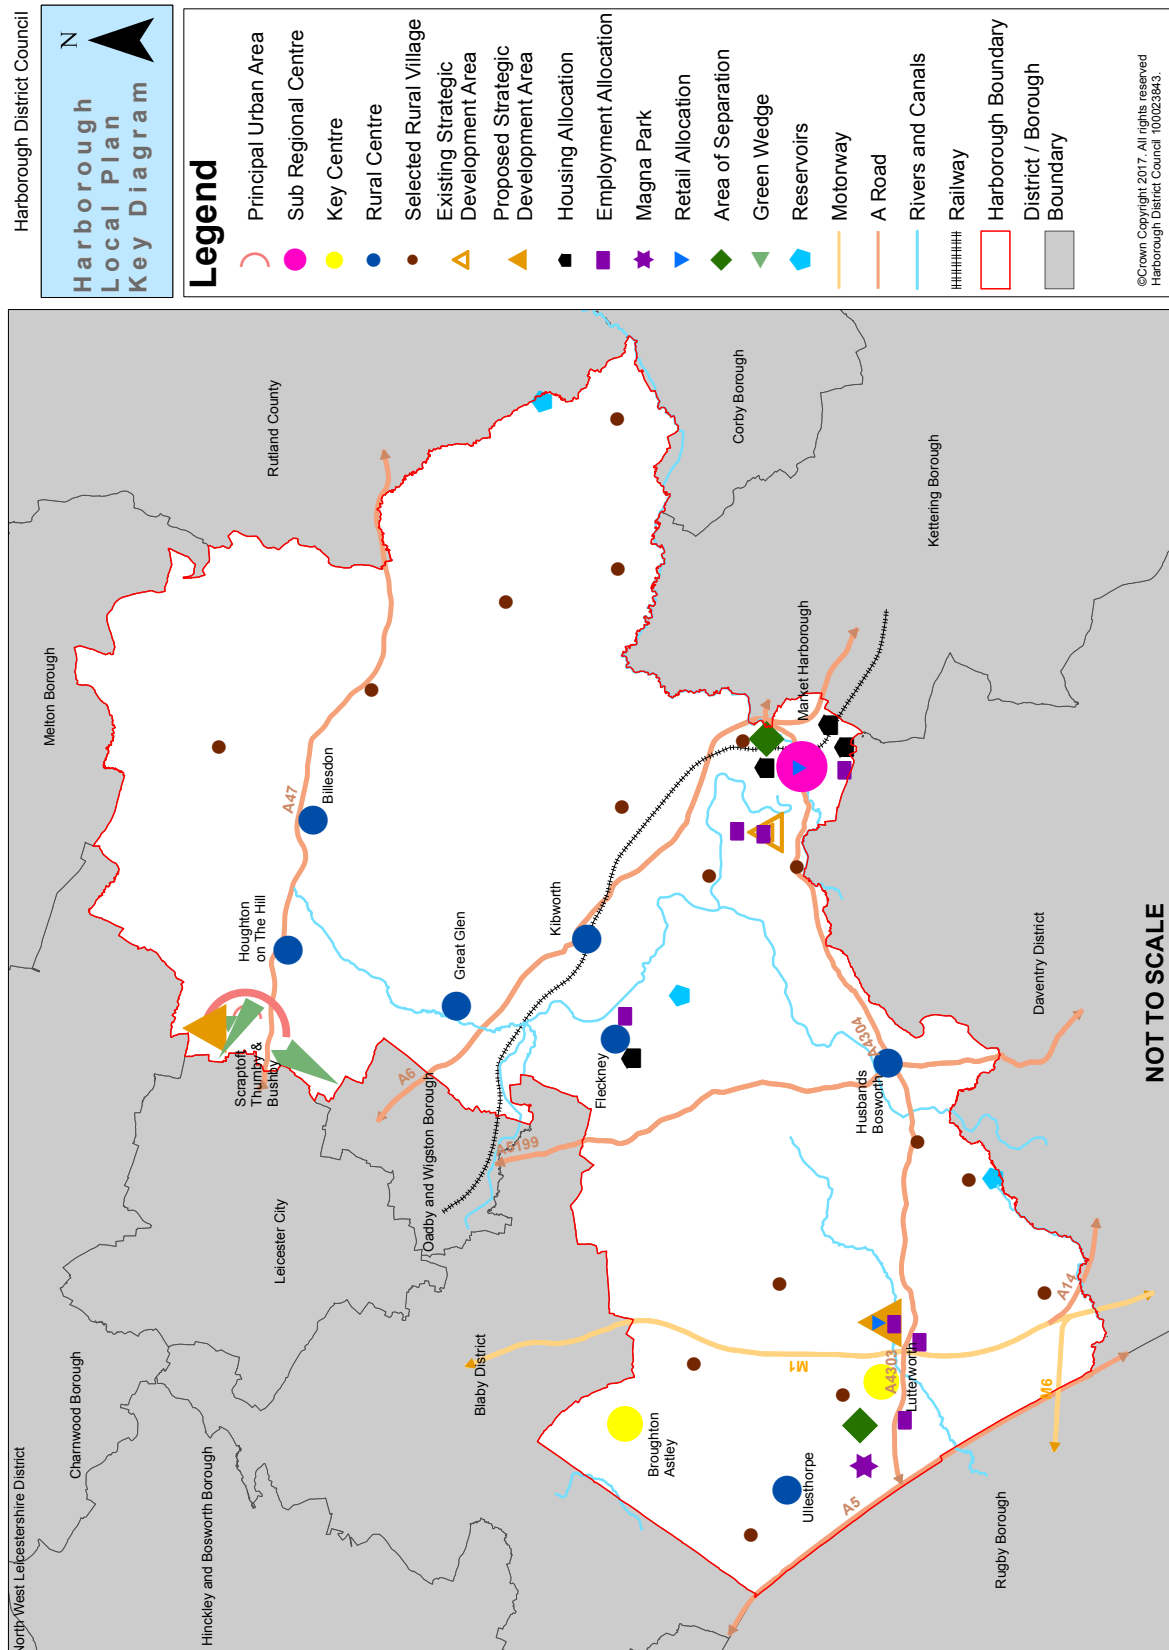 Harborough District Council
Harborough
Local Plan
Key Diagram
N
Legend
Principal Urban Area
Sub Regional Centre
Key Centre
Rural Centre
Selected Rural Village
Existing Strategic
Development Area
Proposed Strategic
Development Area
Housing Allocation
Employment Allocation
Magna Park
Retail Allocation
Area of Separation
Green Wedge
Reservoirs
Motorway
A Road
Rivers and Canals
Railway
Harborough Boundary
District / Borough
Boundary
©Crown Copyright 2017. All rights reserved
Harborough District Council 100023843.
North West Leicestershire District
Charnwood Borough
Melton Borough
Hinckley and Bosworth Borough
Leicester City
Rutland County
Scraptoft
Thurnby &
Bushby
Houghton
on The Hill
A47
Billesdon
A6
Oadby and Wigston Borough
Great Glen
Blaby District
A5199
Kibworth
Fleckney
Broughton
Astley
Corby Borough
M1
Ullesthorpe
Market Harborough
A5
A4303
Lutterworth
Husbands
Bosworth
A4304
Kettering Borough
Rugby Borough
M6
A14
Daventry District
NOT TO SCALE